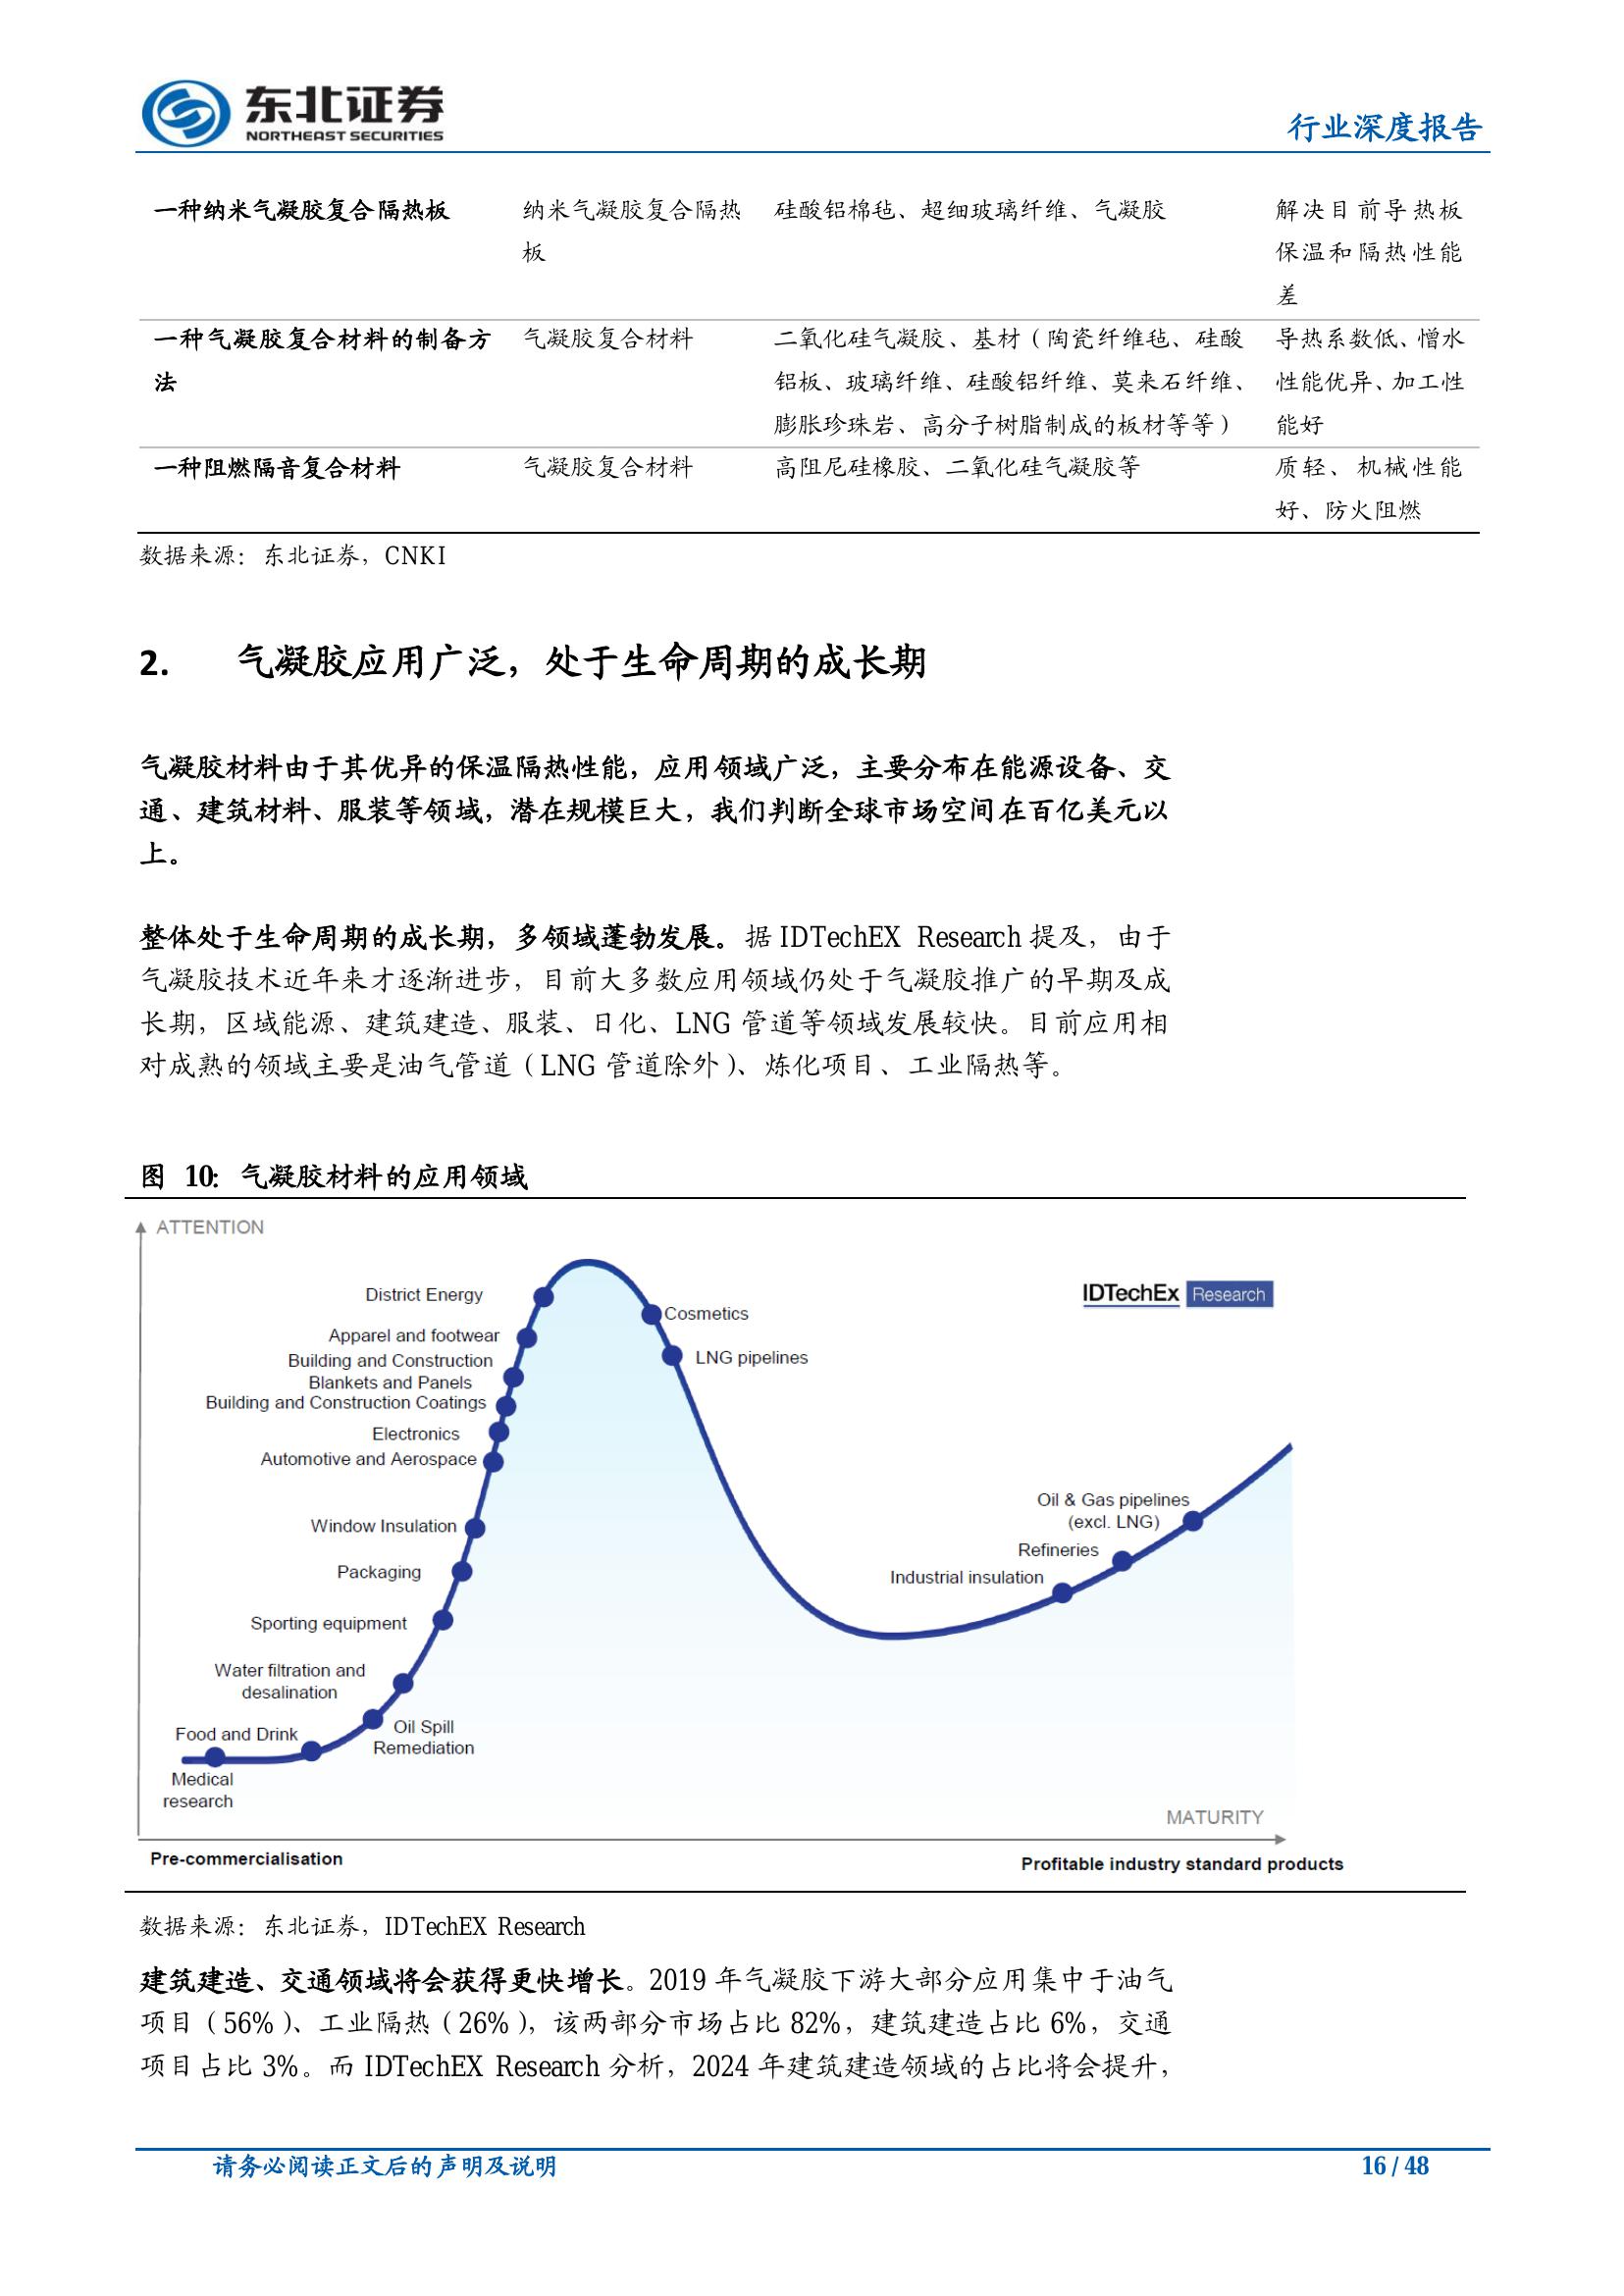 东北证券
NORTHEAST SECURITIES
行业深度报告
一种纳米气凝胶复合隔热板
纳米气凝胶复合隔热
板
硅酸铝棉毡、超细玻璃纤维、气凝胶
解决目前导热板
保温和隔热性能
差
一种气凝胶复合材料的制备方
法
气凝胶复合材料
二氧化硅气凝胶、基材（陶瓷纤维毡、硅酸
铝板、玻璃纤维、硅酸铝纤维、莫来石纤维、
膨胀珍珠岩、高分子树脂制成的板材等等）
导热系数低、憎水
性能优异、加工性
能好
一种阻燃隔音复合材料
气凝胶复合材料
高阻尼硅橡胶、二氧化硅气凝胶等
质轻、机械性能
好、防火阻燃
数据来源：东北证券，CNKI
2. 气凝胶应用广泛，处于生命周期的成长期
气凝胶材料由于其优异的保温隔热性能，应用领域广泛，主要分布在能源设备、交
通、建筑材料、服装等领域，潜在规模巨大，我们判断全球市场空间在百亿美元以
上。
整体处于生命周期的成长期，多领域蓬勃发展。据 IDTechEX Research 提及，由于
气凝胶技术近年来才逐渐进步，目前大多数应用领域仍处于气凝胶推广的早期及成
长期，区域能源、建筑建造、服装、日化、LNG 管道等领域发展较快。目前应用相
对成熟的领域主要是油气管道（LNG 管道除外）、炼化项目、工业隔热等。
图 10：气凝胶材料的应用领域
ATTENTION
IDTechEx Research
District Energy
Cosmetics
Apparel and footwear
LNG pipelines
Building and Construction
Blankets and Panels
Building and Construction Coatings
Electronics
Automotive and Aerospace
Window Insulation
Packaging
Sporting equipment
Water filtration and
desalination
Oil & Gas pipelines
(excl. LNG)
Refineries
Industrial insulation
Food and Drink
Oil Spill
Remediation
Medical
research
MATURITY
Pre-commercialisation
Profitable industry standard products
数据来源：东北证券，IDTechEX Research
建筑建造、交通领域将会获得更快增长。2019 年气凝胶下游大部分应用集中于油气
项目（56%）、工业隔热（26%），该两部分市场占比 82%，建筑建造占比 6%，交通
项目占比 3%。而 IDTechEX Research 分析，2024 年建筑建造领域的占比将会提升，
请务必阅读正文后的声明及说明
16 / 48